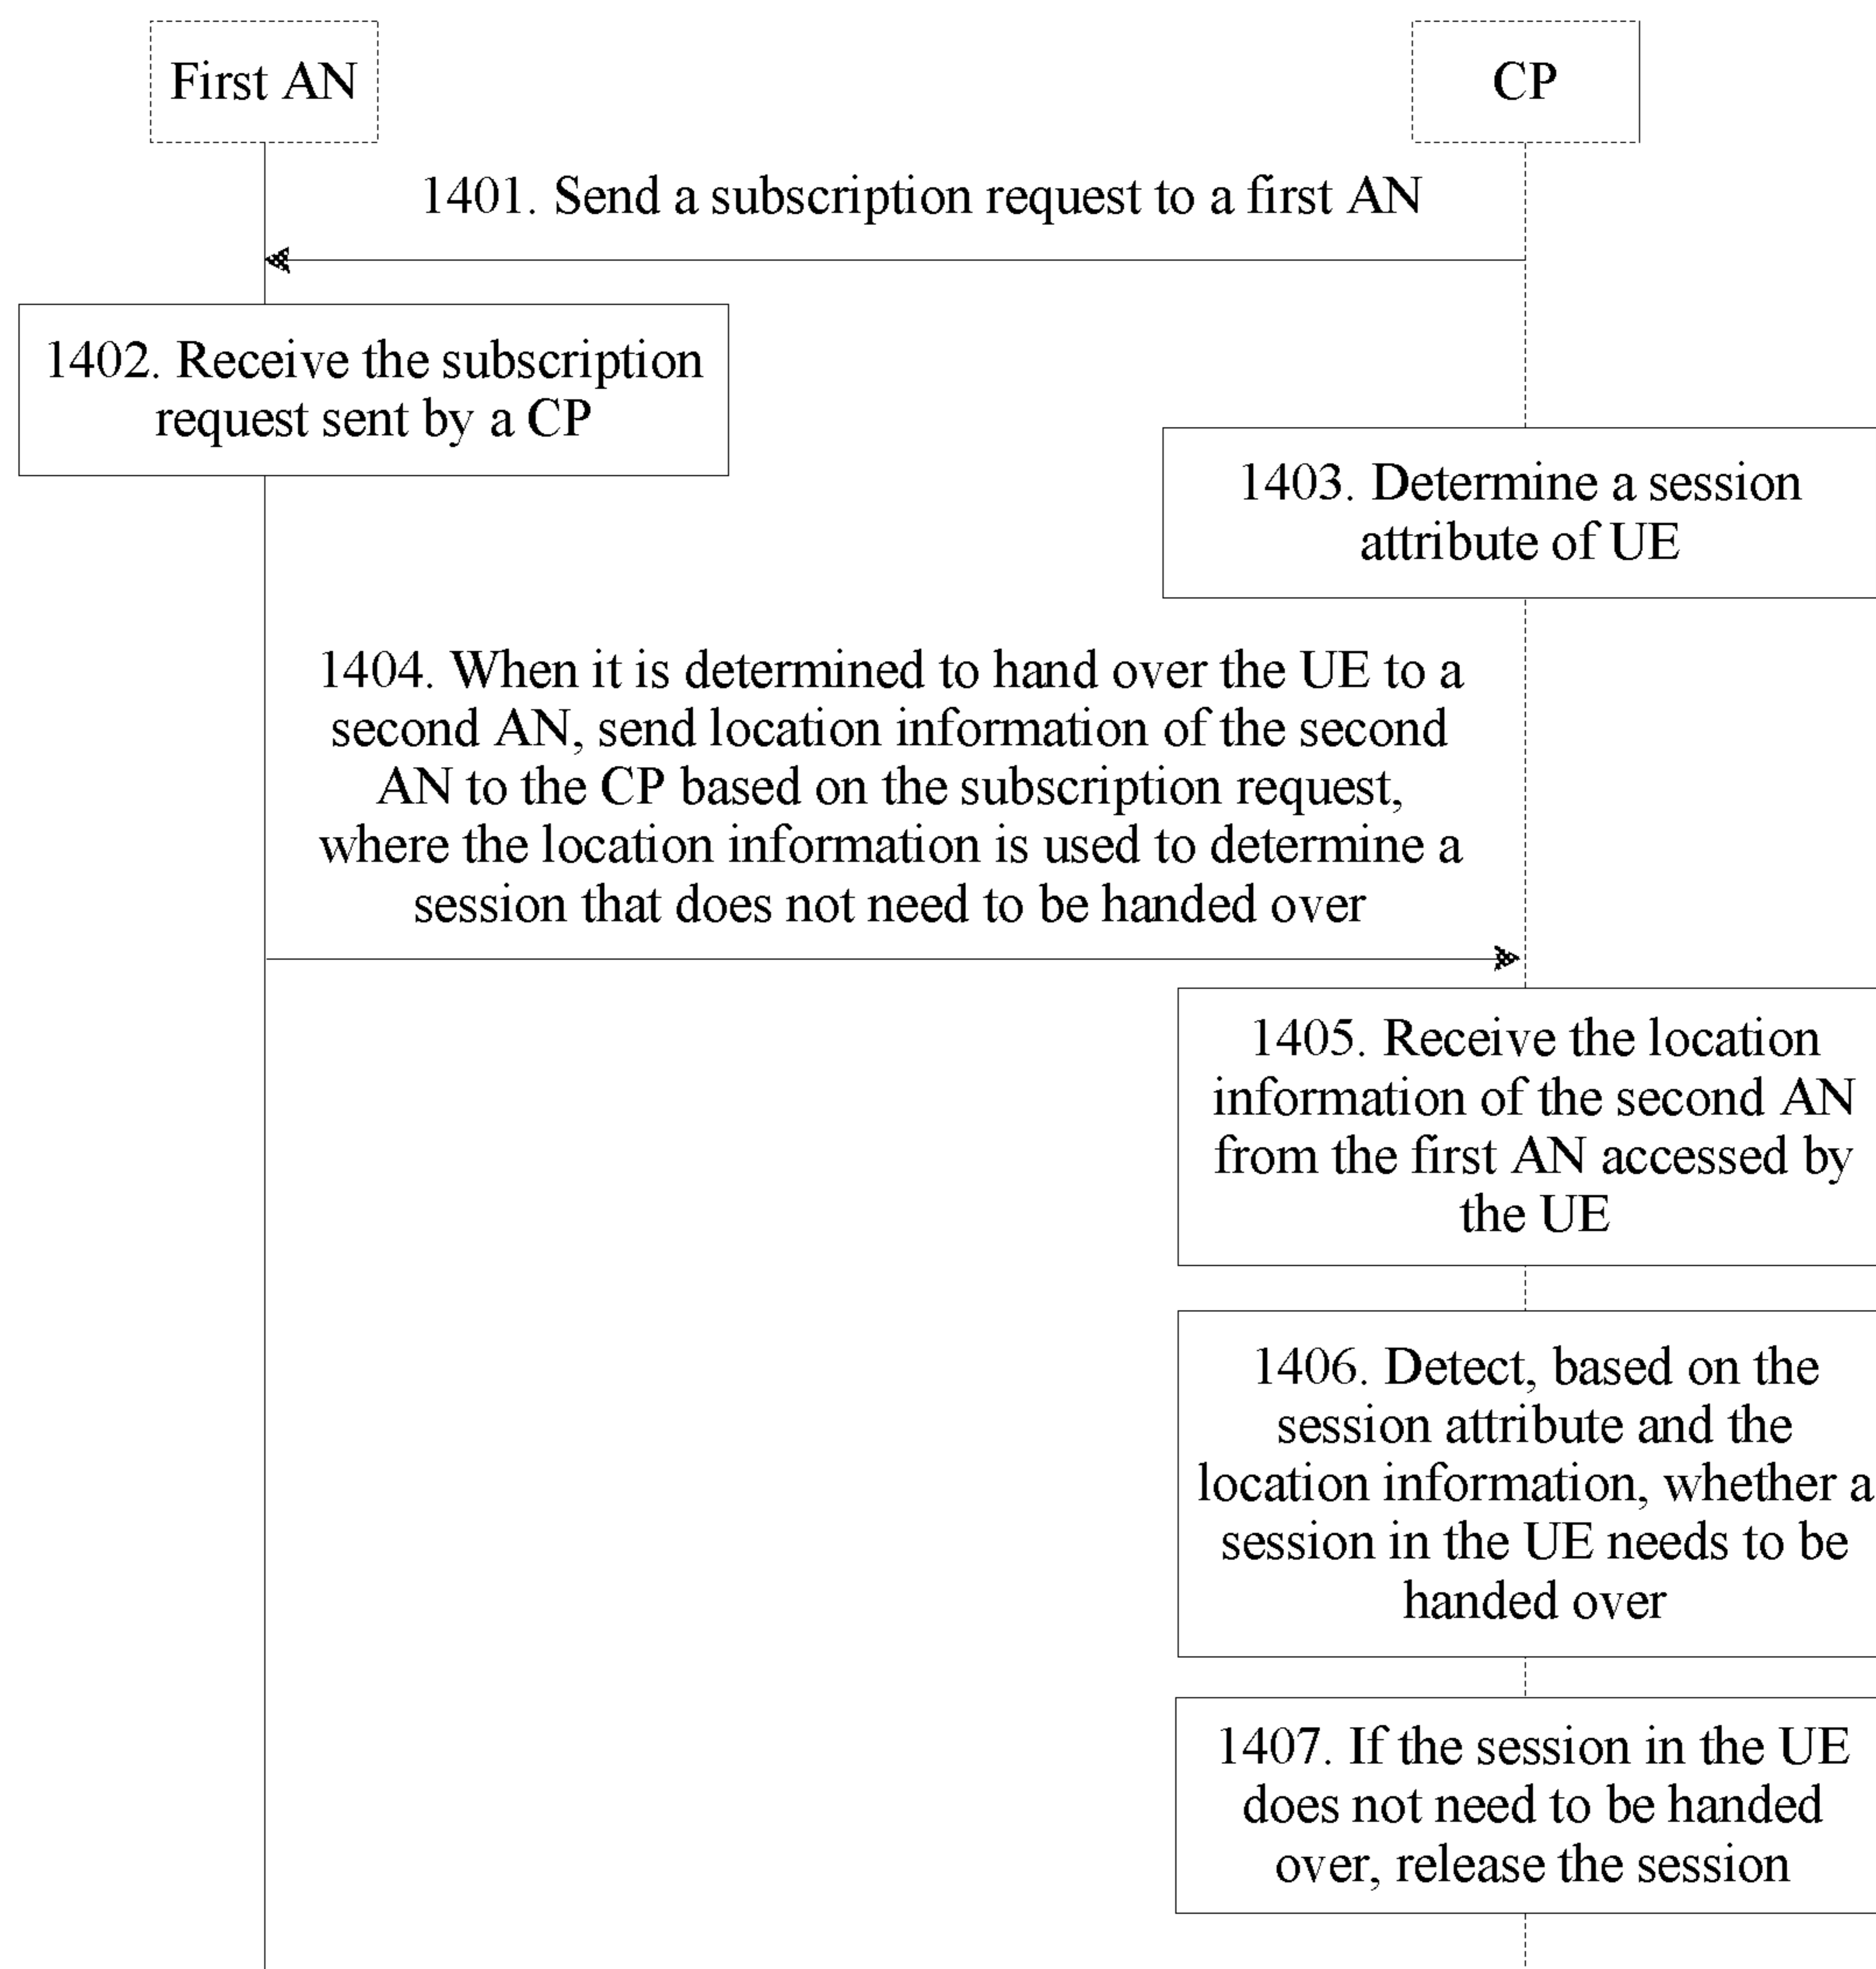 First AN
CP
1401. Send a subscription request to a first AN
1402. Receive the subscription
request sent by a CP
1403. Determine a session
attribute of UE
1404. When it is determined to hand over the UE to a
second AN, send location information of the second
AN to the CP based on the subscription request,
where the location information is used to determine a
session that does not need to be handed over
1405. Receive the location
information of the second AN
from the first AN accessed by
the UE
1406. Detect, based on the
session attribute and the
location information, whether a
session in the UE needs to be
handed over
1407. If the session in the UE
does not need to be handed
over, release the session